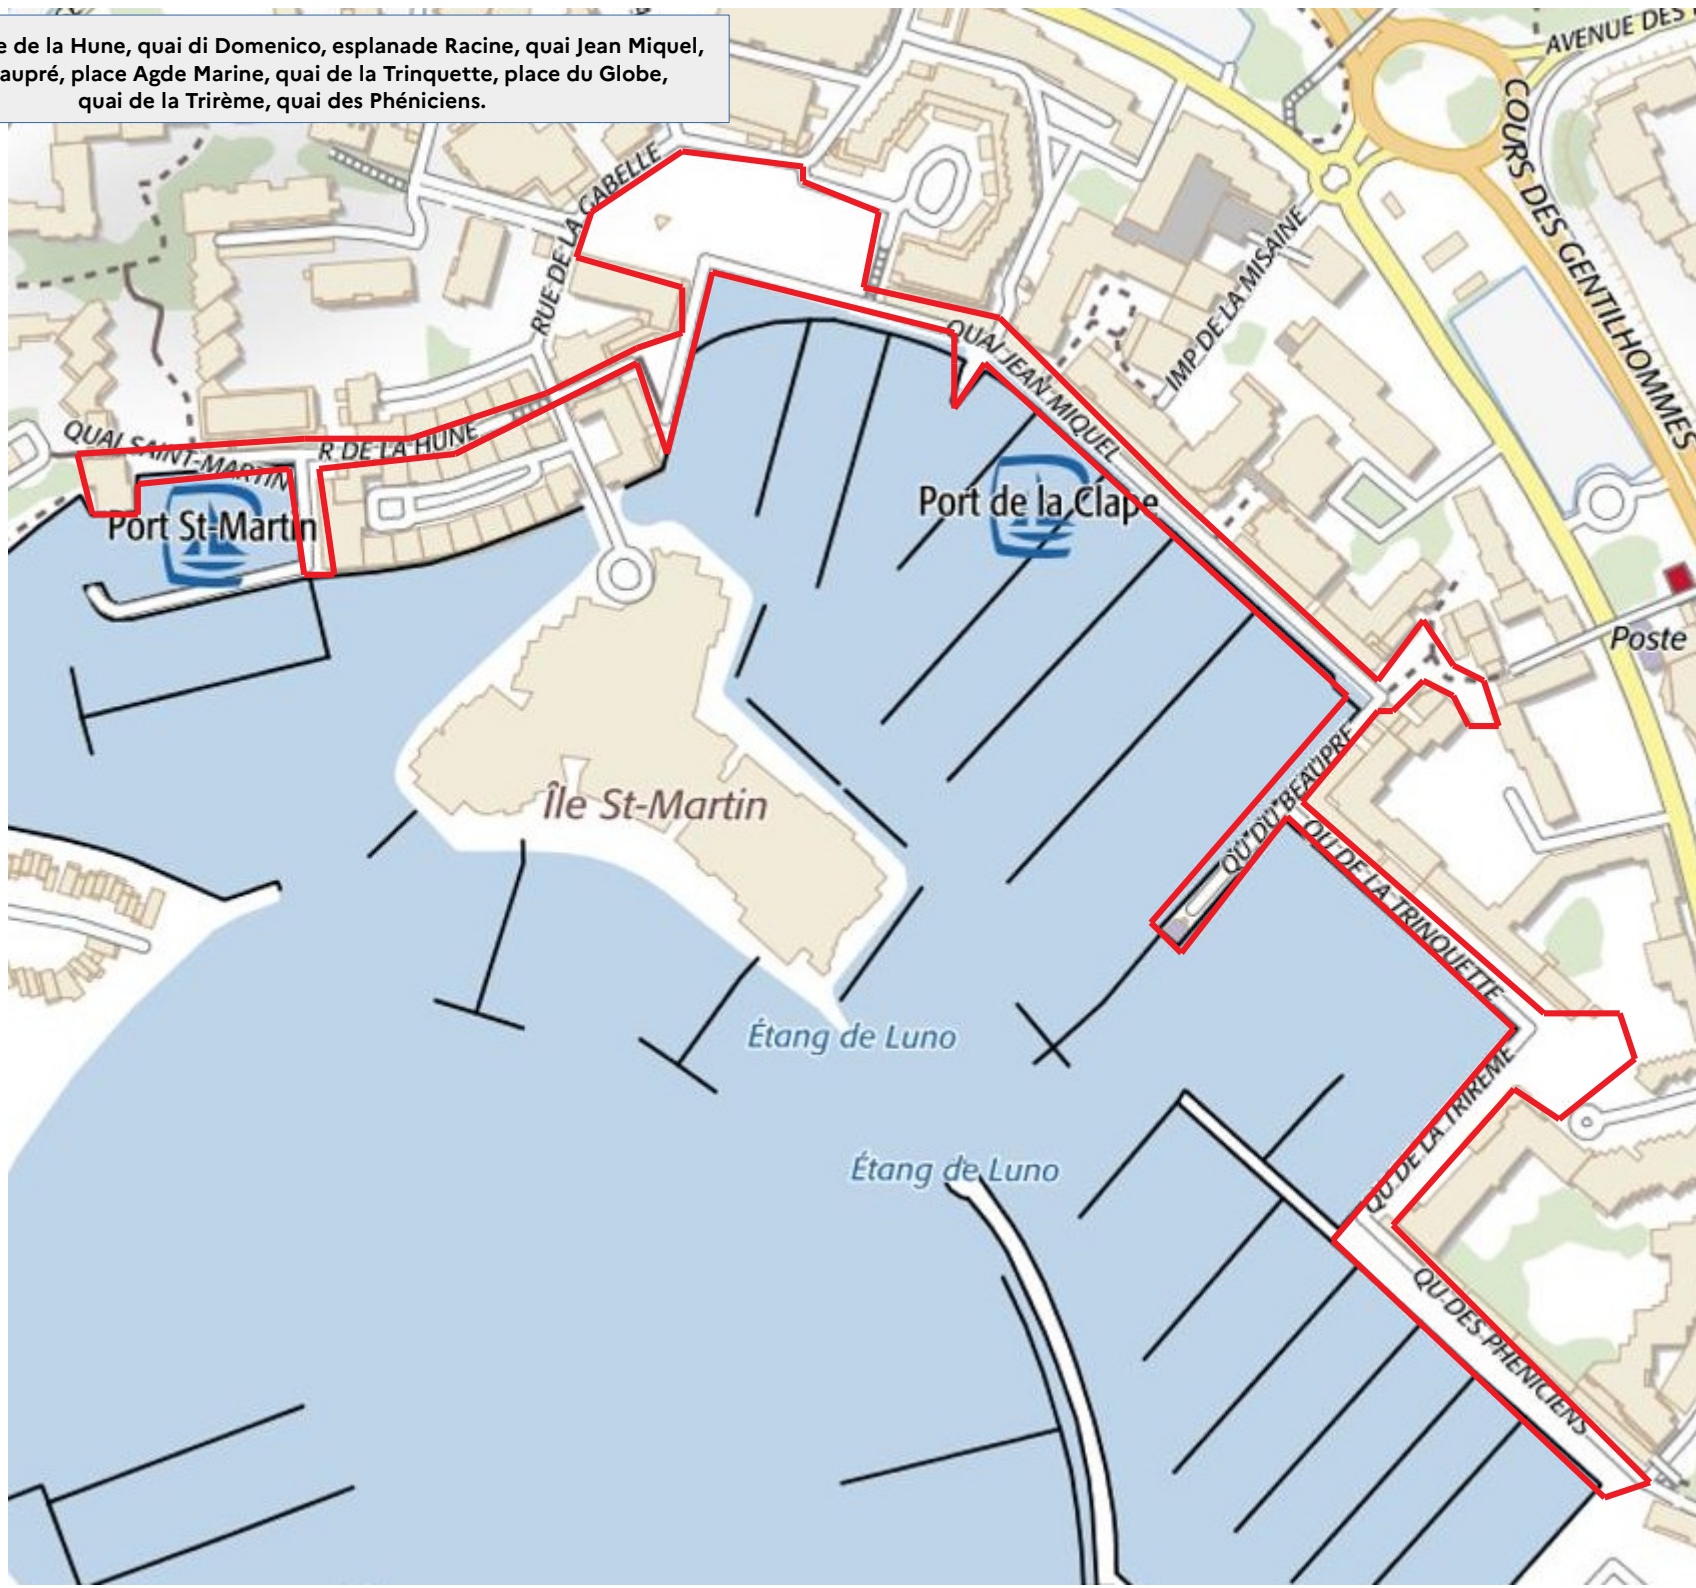 e de la Hune, quai di Domenico, esplanade Racine, quai Jean Miquel,
aupré, place Agde Marine, quai de la Trinquette, place du Globe,
quai de la Trirème, quai des Phéniciens.
AVENUE DES
COURS DES GENTILHOMMES
RUE DE LA GABELLE
IMP DE LA MISAINE
QUAI JEAN MIQUEL
QUAI SAINT-MARTIN
R DE LA HUNE
Port St-Martin
Port de la Clape
Poste
Île St-Martin
QU DU BEAUPRE
QU DE LA TRINQUETTE
Étang de Luno
QU DE LA TRIREME
Étang de Luno
QU DES PHENICIENS